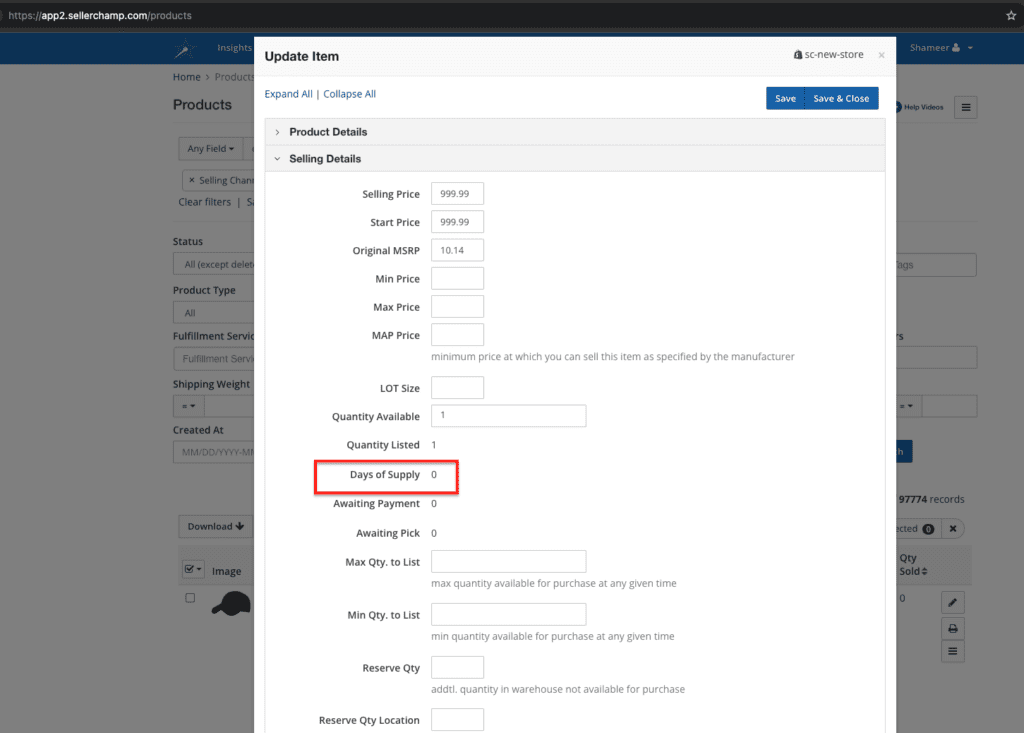 https://app2.sellerchamp.com/products
Insights
Shameer
Home > Products
Products
Help Videos
Any Field
× Selling Chann
Clear filters |
Status
All (except delet
Tags
Product Type
All
Fulfillment Servic
Fulfillment Servi
Shipping Weight
=
=
Created At
MM/DD/YYYY-MM
97774 records
Download
cted 0
Image
Qty
Sold
0
Update Item
sc-new-store ×
Expand All | Collapse All
Save
Save & Close
Product Details
Selling Details
Selling Price 999.99
Start Price 999.99
Original MSRP 10.14
Min Price
Max Price
MAP Price
minimum price at which you can sell this item as specified by the manufacturer
LOT Size
Quantity Available 1
Quantity Listed 1
Days of Supply 0
Awaiting Payment 0
Awaiting Pick 0
Max Qty. to List
max quantity available for purchase at any given time
Min Qty. to List
min quantity available for purchase at any given time
Reserve Qty
addtl. quantity in warehouse not available for purchase
Reserve Qty Location